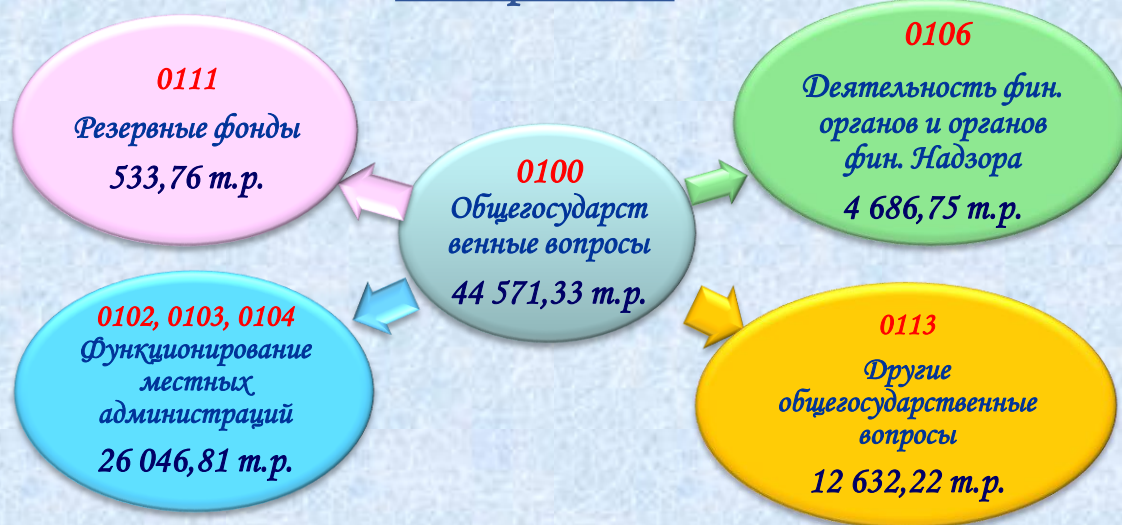 0111
Резервные фонды
533,76 т.р.
0106
Деятельность фин.
органов и органов
фин. Надзора
4 686,75 т.р.
0100
Общегосударст
венные вопросы
44 571,33 т.р.
0102, 0103, 0104
Функционирование
местных
администраций
26 046,81 т.р.
0113
Другие
общегосударственные
вопросы
12 632,22 т.р.